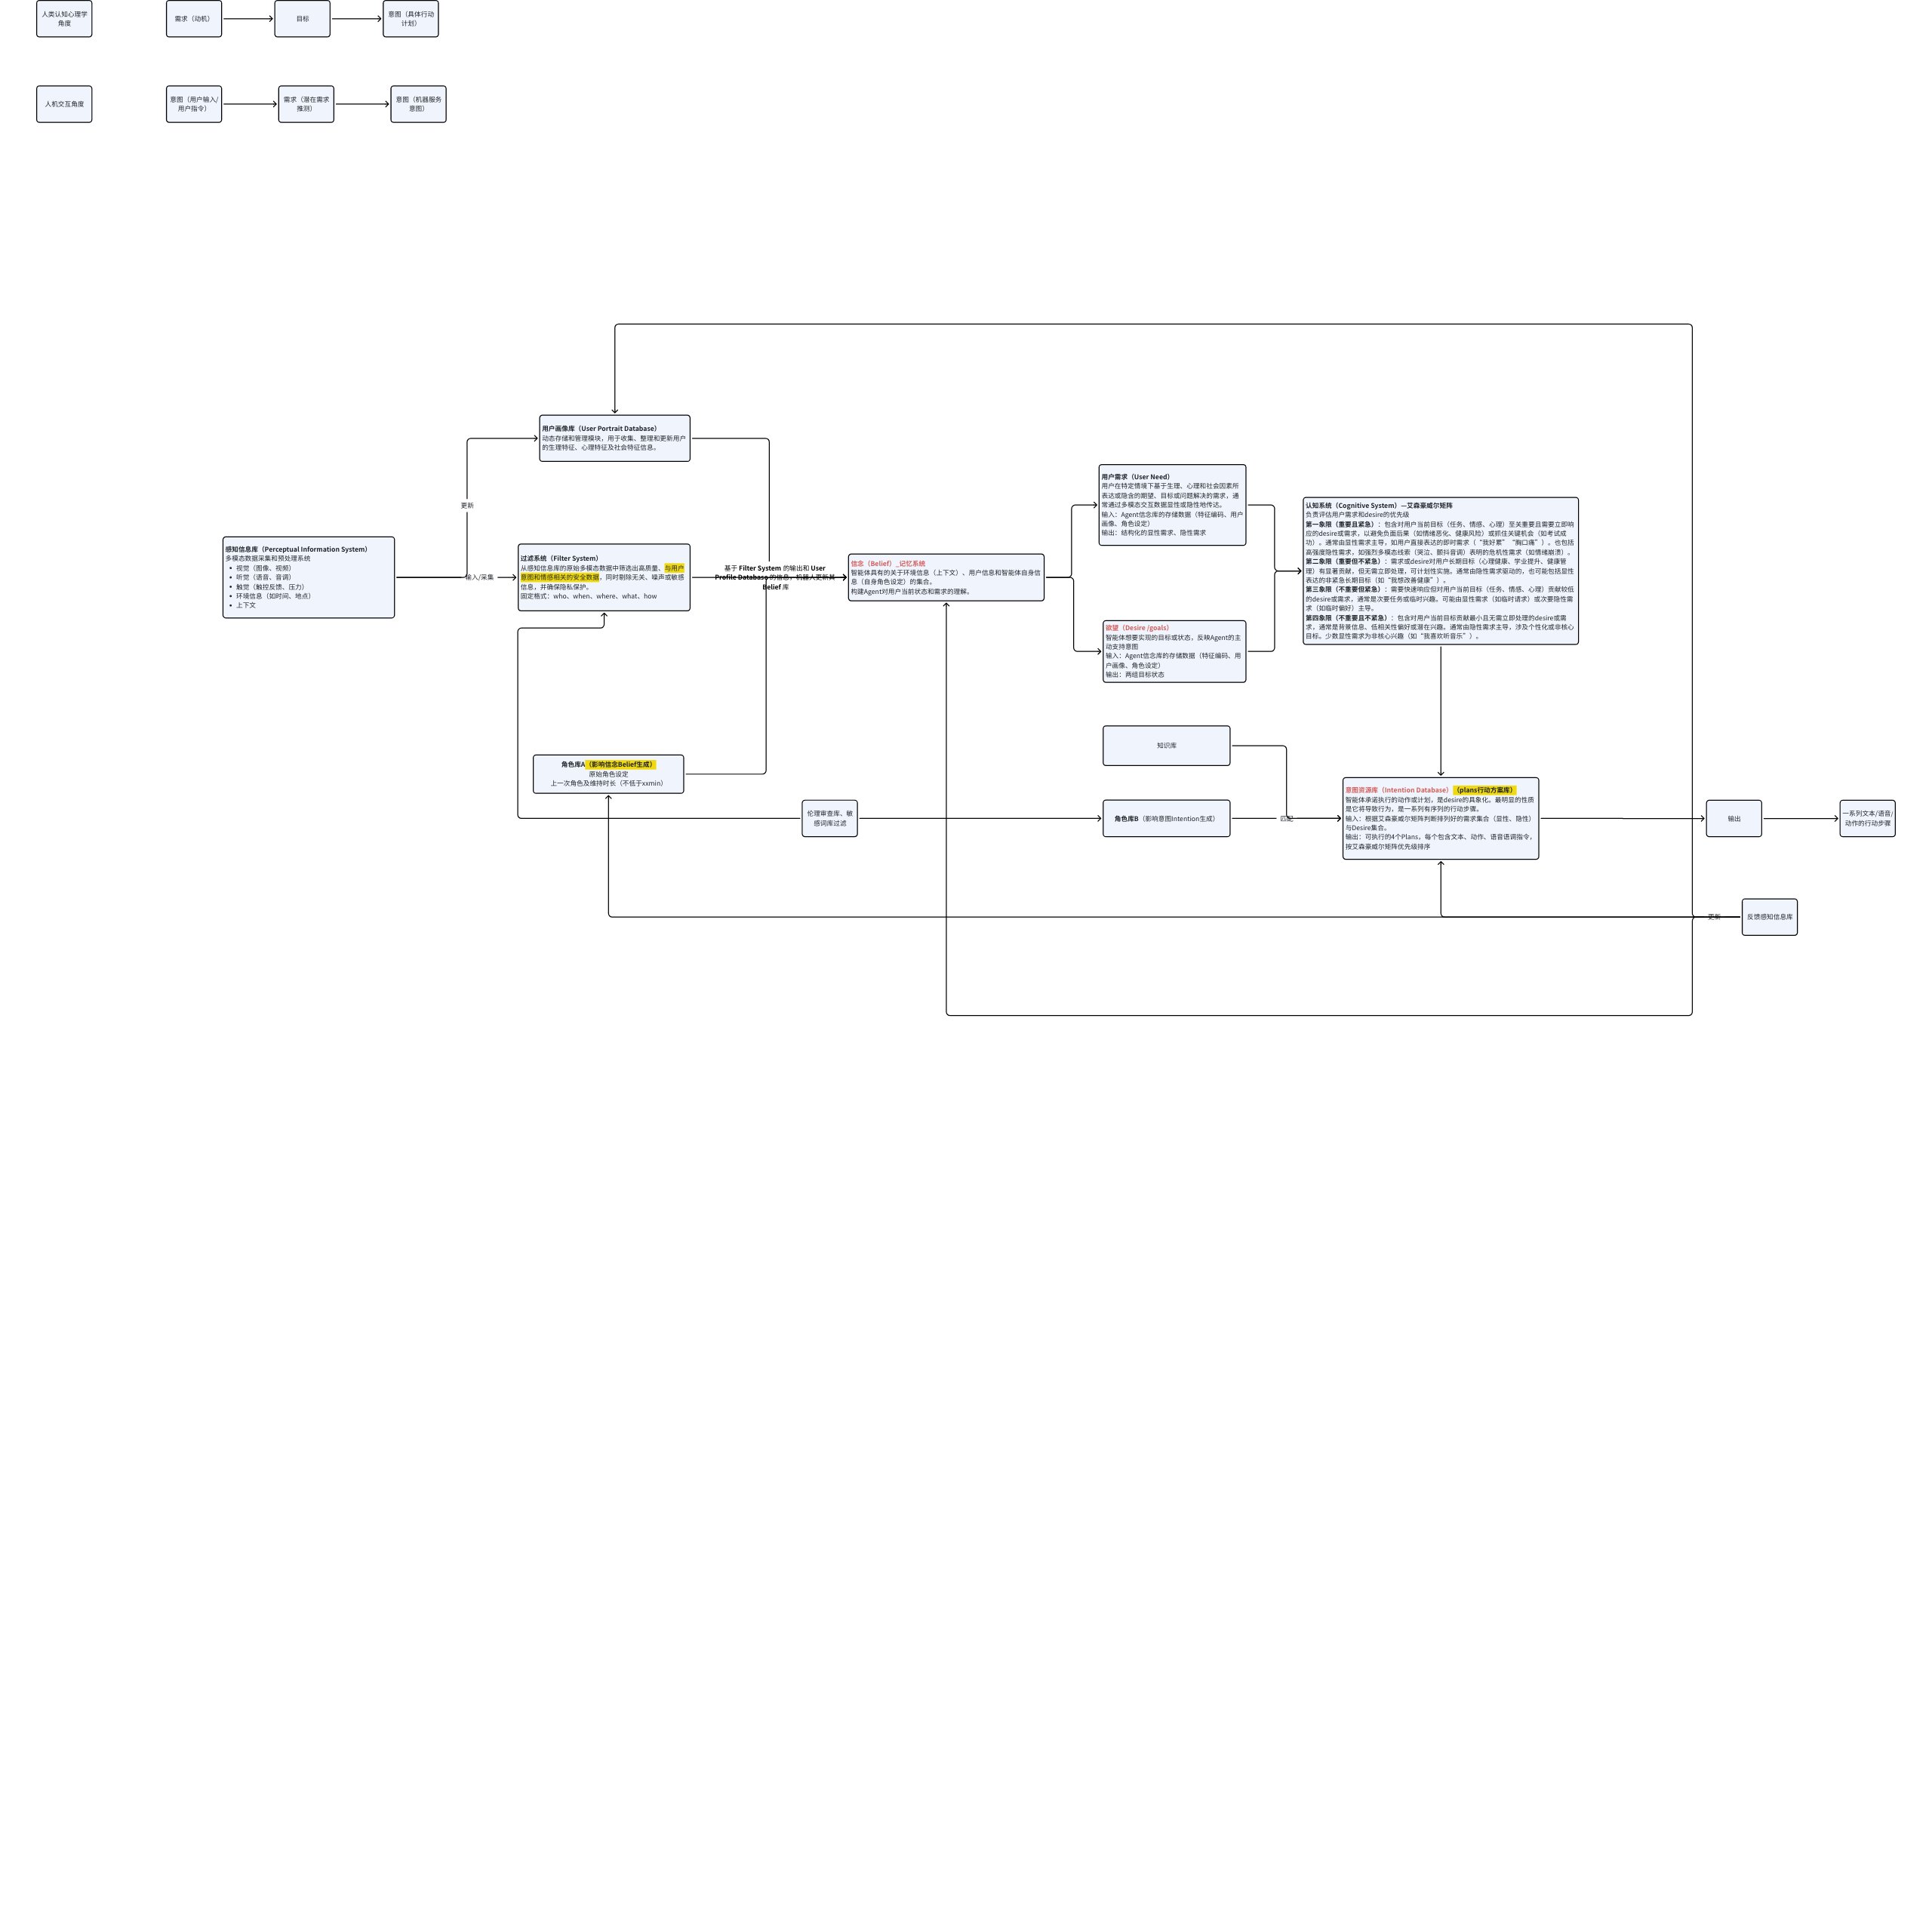 人类认知心理学
角度
需求（动机）
目标
意图（具体行动
计划）
人机交互角度
意图（用户输入/
用户指令）
需求（潜在需求
推测）
意图（机器服务
意图）
用户画像库（User Portrait Database）
动态存储和管理模块，用于收集、整理和更新用户
的生理特征、心理特征及社会特征信息。
更新
感知信息库（Perceptual Information System）
多模态数据采集和预处理系统
• 视觉（图像、视频）
• 听觉（语音、音调）
• 触觉（触控反馈、压力）
• 环境信息（如时间、地点）
• 上下文
输入/采集
过滤系统（Filter System）
从感知信息库的原始多模态数据中筛选出高质量、与用户
意图和情感相关的安全数据，同时剔除无关、噪声或敏感
信息，并确保隐私保护。
固定格式：who、when、where、what、how
基于 Filter System 的输出和 User
Profile Database 的信息，机器人更新其
Belief 库
信念（Belief）_记忆系统
智能体具有的关于环境信息（上下文）、用户信息和智能体自身信
息（自身角色设定）的集合。
构建Agent对用户当前状态和需求的理解。
用户需求（User Need）
用户在特定情境下基于生理、心理和社会因素所
表达或隐含的期望、目标或问题解决的需求，通
常通过多模态交互数据显性或隐性地传达。
输入：Agent信念库的存储数据（特征编码、用户
画像、角色设定）
输出：结构化的显性需求、隐性需求
欲望（Desire /goals）
智能体想要实现的目标或状态，反映Agent的主
动支持意图
输入：Agent信念库的存储数据（特征编码、用
户画像、角色设定）
输出：两组目标状态
认知系统（Cognitive System）—艾森豪威尔矩阵
负责评估用户需求和desire的优先级
第一象限（重要且紧急）：包含对用户当前目标（任务、情感、心理）至关重要且需要立即响
应的desire或需求，以避免负面后果（如情绪恶化、健康风险）或抓住关键机会（如考试成
功）。通常由显性需求主导，如用户直接表达的即时需求（“我好累”“胸口痛”）。也包括
高强度隐性需求，如强烈多模态线索（哭泣、颤抖音调）表明的危机性需求（如情绪崩溃）。
第二象限（重要但不紧急）：需求或desire对用户长期目标（心理健康、学业提升、健康管
理）有显著贡献，但无需立即处理，可计划性实施。通常由隐性需求驱动的，也可能包括显性
表达的非紧急长期目标（如“我想改善健康”）。
第三象限（不重要但紧急）：需要快速响应但对用户当前目标（任务、情感、心理）贡献较低
的desire或需求，通常是次要任务或临时兴趣。可能由显性需求（如临时请求）或次要隐性需
求（如临时偏好）主导。
第四象限（不重要且不紧急）：包含对用户当前目标贡献最小且无需立即处理的desire或需
求，通常是背景信息、低相关性偏好或潜在兴趣。通常由隐性需求主导，涉及个性化或非核心
目标。少数显性需求为非核心兴趣（如“我喜欢听音乐”）。
知识库
角色库A（影响信念Belief生成）
原始角色设定
上一次角色及维持时长（不低于xxmin）
伦理审查库、敏
感词库过滤
角色库B（影响意图Intention生成）
匹配
意图资源库（Intention Database）（plans行动方案库）
智能体承诺执行的动作或计划，是desire的具象化。最明显的性质
是它将导致行为，是一系列有序列的行动步骤。
输入：根据艾森豪威尔矩阵判断排列好的需求集合（显性、隐性）
与Desire集合。
输出：可执行的4个Plans，每个包含文本、动作、语音语调指令，
按艾森豪威尔矩阵优先级排序
输出
一系列文本/语音/
动作的行动步骤
更新
反馈感知信息库